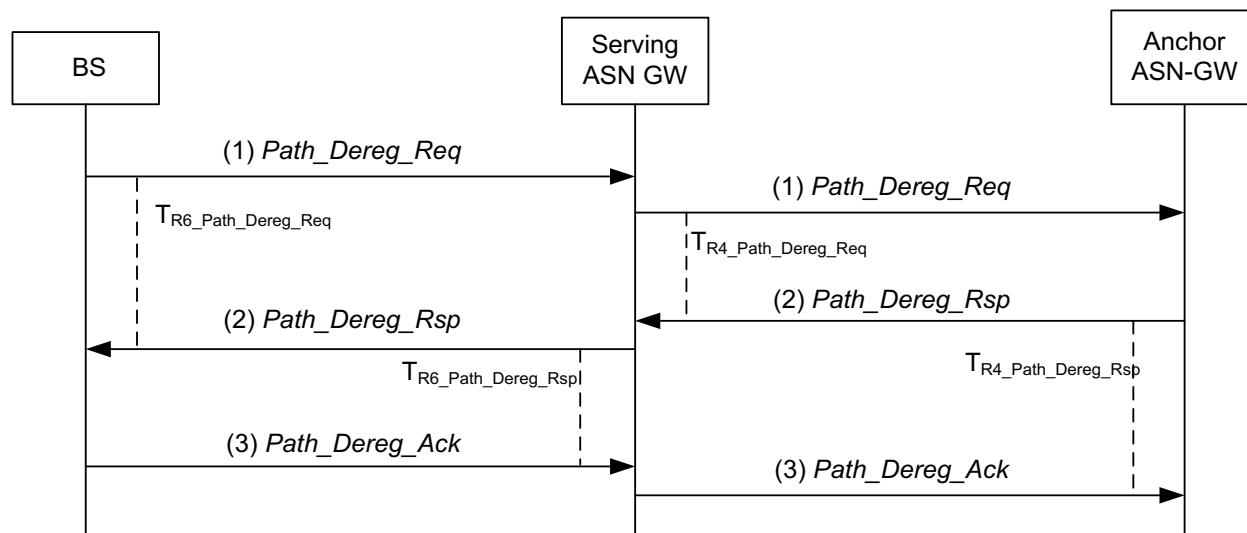 BS
Serving
ASN GW
Anchor
ASN-GW
(1) Path_Dereg_Req
(1) Path_Dereg_Req
TR6_Path_Dereg_Req
TR4_Path_Dereg_Req
(2) Path_Dereg_Rsp
(2) Path_Dereg_Rsp
TR6_Path_Dereg_Rsp
TR4_Path_Dereg_Rsp
(3) Path_Dereg_Ack
(3) Path_Dereg_Ack